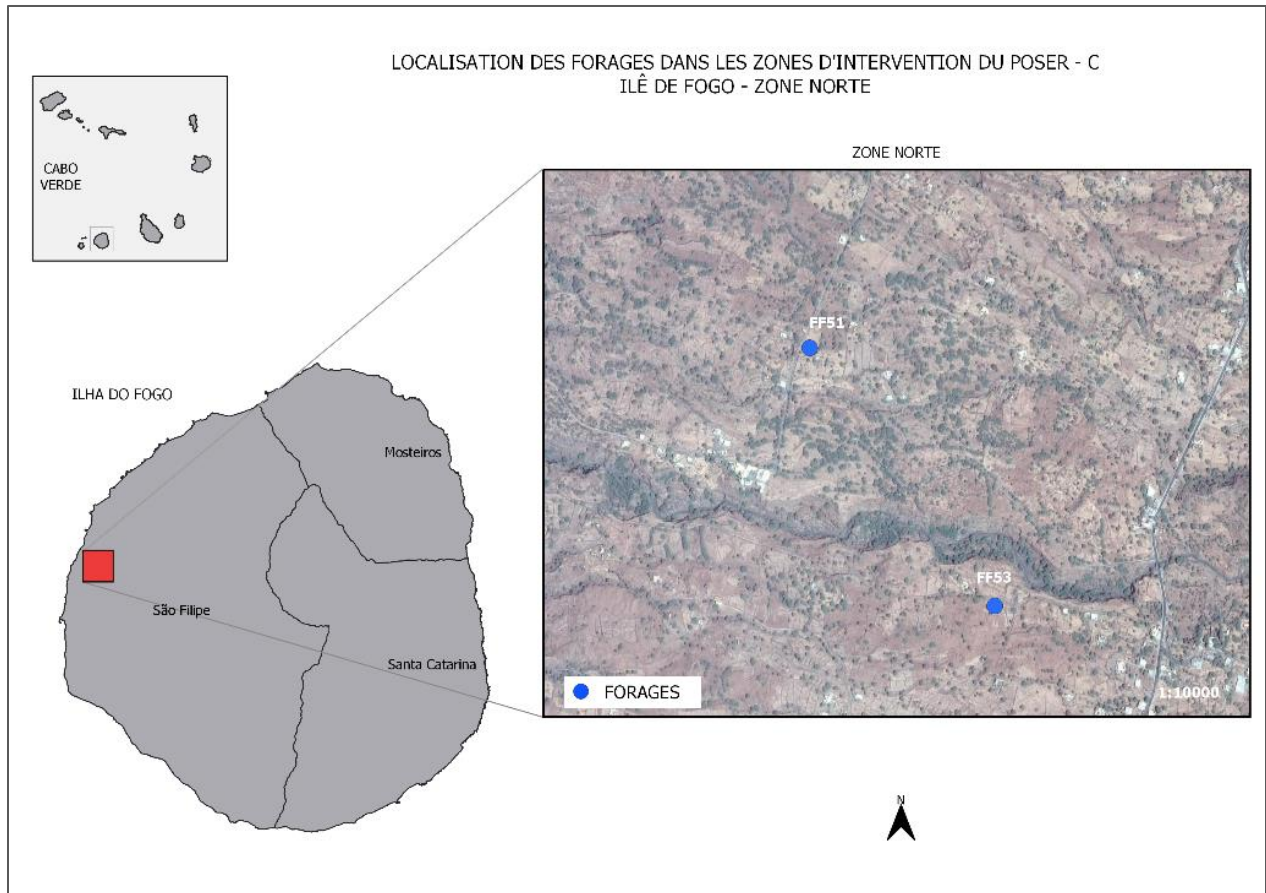 LOCALISATION DES FORAGES DANS LES ZONES D'INTERVENTION DU POSER - C
ILÊ DE FOGO - ZONE NORTE
CABO
VERDE
ZONE NORTE
ILHA DO FOGO
Mosteiros
São Filipe
Santa Catarina
FF51
FF53
FORAGES
1:10000
N